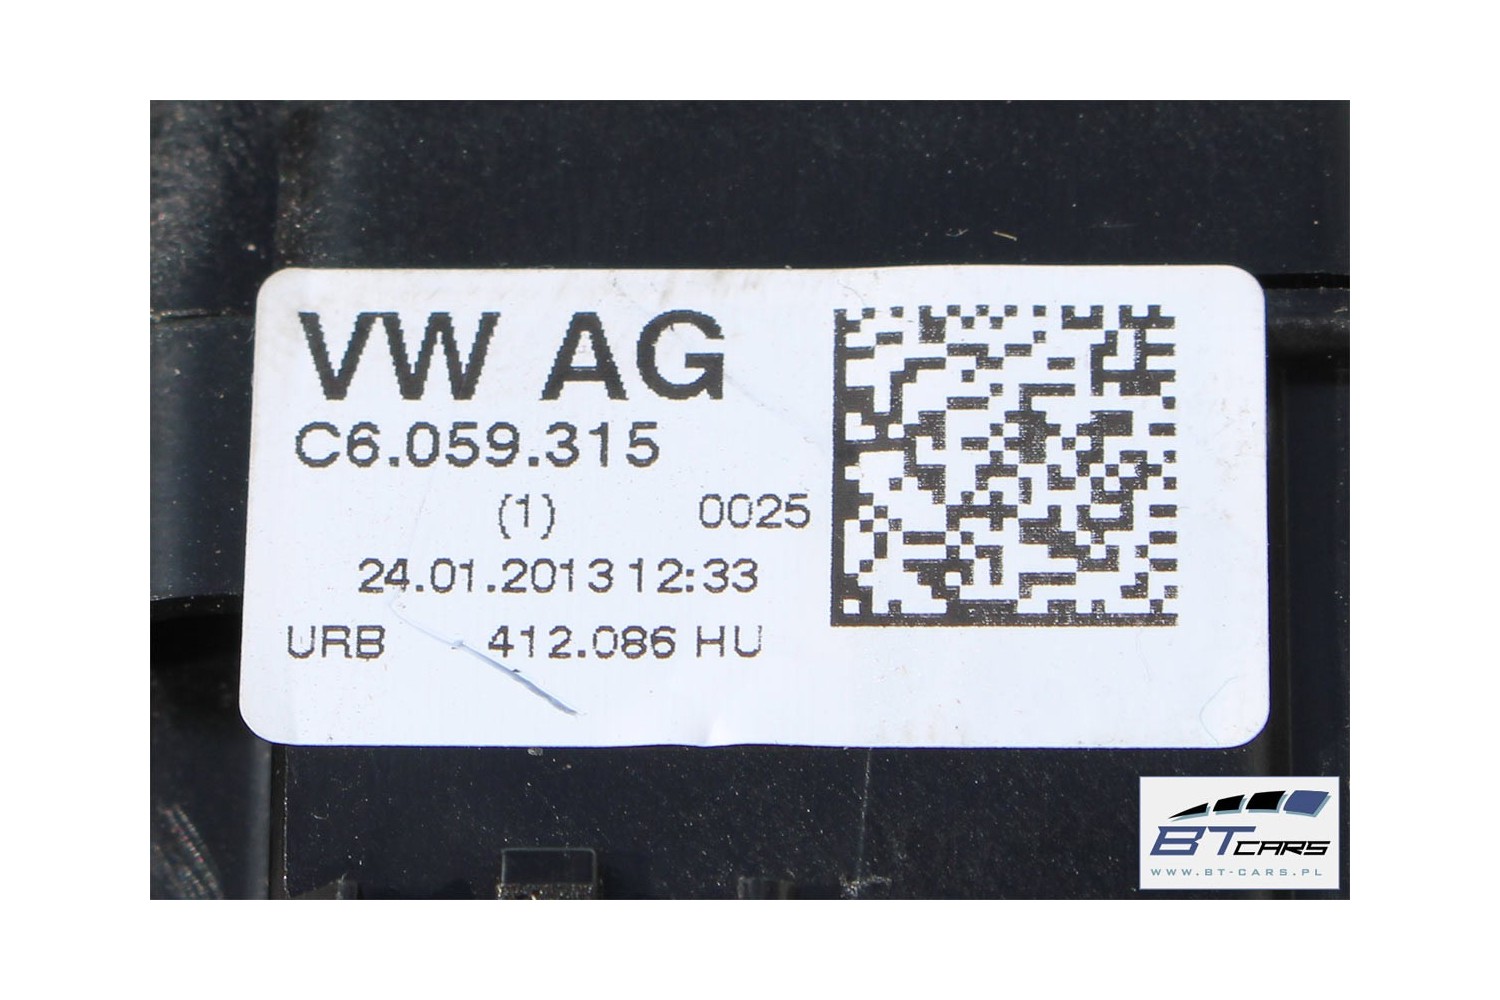 VW AG
C6.059.315
(1) 0025
24.01.2013 12:33
URB 412.086 HU
BT CARS
WWW.BT-CARS.PL